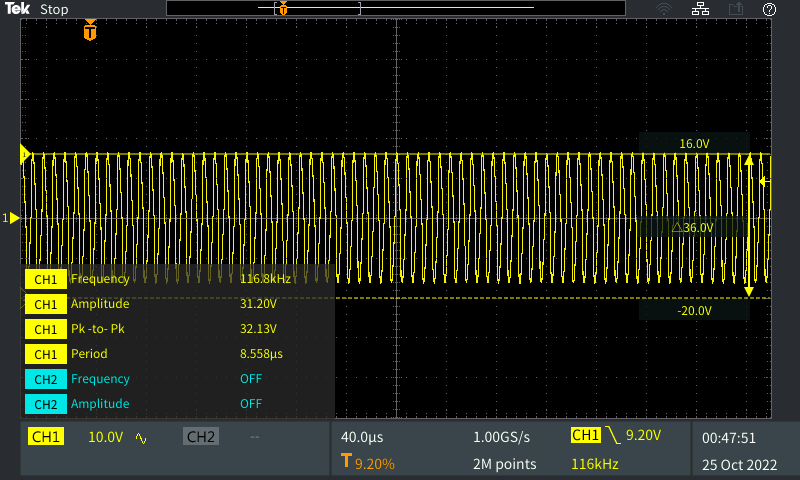 Tek Stop
T
T
?
16.0V
1
△36.0V
-20.0V
CH1 Frequency 116.8kHz
CH1 Amplitude 31.20V
CH1 Pk -to- Pk 32.13V
CH1 Period 8.558µs
CH2 Frequency OFF
CH2 Amplitude OFF
CH1 10.0V CH2 -- 40.0µs 1.00GS/s CH1 9.20V 00:47:51
T 9.20% 2M points 116kHz 25 Oct 2022